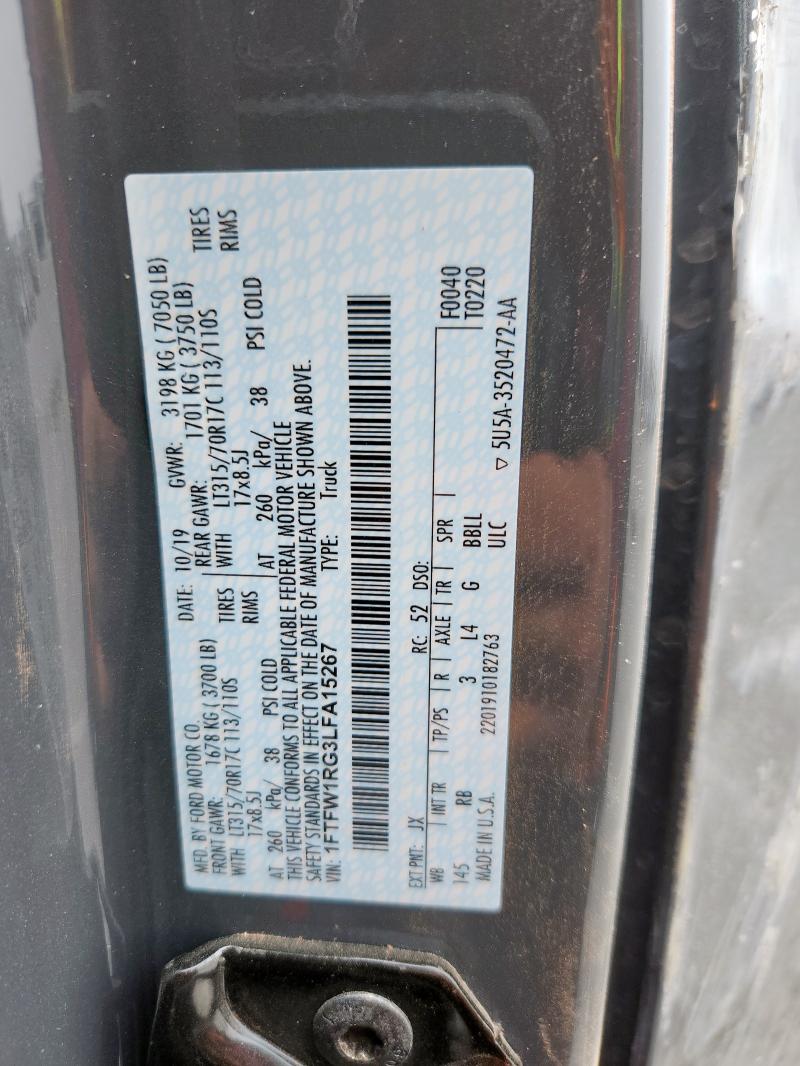 MFD. BY FORD MOTOR CO.
DATE: 10/19 GVWR: 3198 KG ( 7050 LB)
FRONT GAWR: 1678 KG ( 3700 LB) REAR GAWR: 1701 KG ( 3750 LB)
WITH LT315/70R17C 113/110S TIRES WITH LT315/70R17C 113/110S TIRES
17x8.5J RIMS 17x8.5J RIMS
AT 260 kPa/ 38 PSI COLD AT 260 kPa/ 38 PSI COLD
THIS VEHICLE CONFORMS TO ALL APPLICABLE FEDERAL MOTOR VEHICLE
SAFETY STANDARDS IN EFFECT ON THE DATE OF MANUFACTURE SHOWN ABOVE.
VIN: 1FTFW1RG3LFA15267 TYPE: Truck
F0040
EXT PNT: JX RC: 52 DSO: T0220
WB INT TR TP/PS R AXLE TR SPR
145 RB 3 L4 G BBLL
MADE IN U.S.A. 2201910182763 ULC ▽ 5U5A-3520472-AA